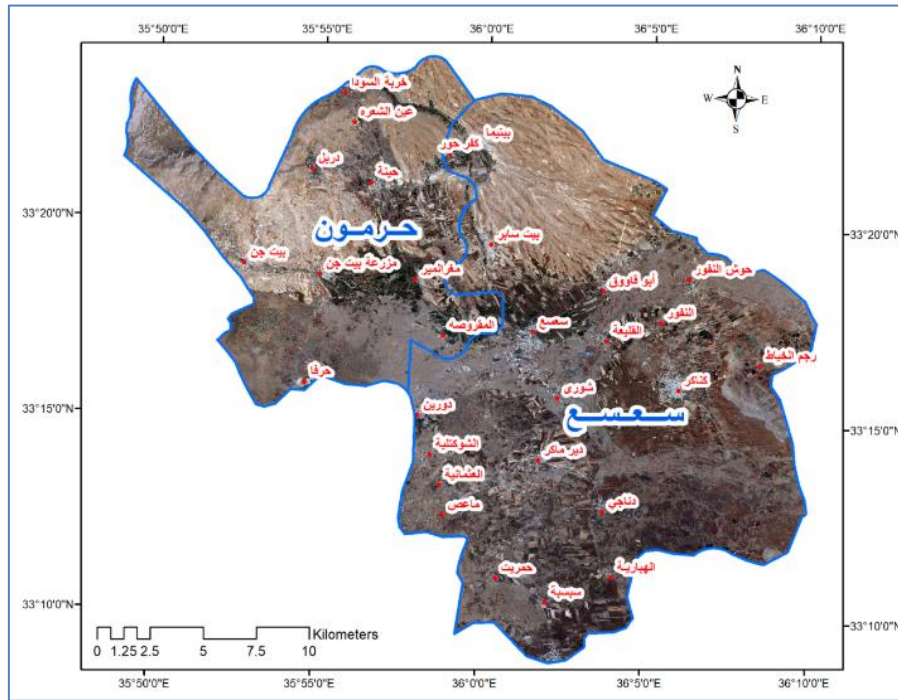 35°50'0"E 35°55'0"E 36°0'0"E 36°5'0"E 36°10'0"E
N
W E
S
خربة السودا
عين الشعره
بيتيما
كفر حور
دربل
حينة
33°20'0"N
حرمون
بيت سابر
33°20'0"N
بيت جن
مزرعة بيت جن
مغرالمير
أبو قاووق
حوش النفور
النفور
المقروصه
سعسع
القليعة
رجم الخياط
حرفا
كناكر
شورى
33°15'0"N
دورين
سعسع
33°15'0"N
الشوكتلية
دير ماكر
العثمانية
ماعص
دناجي
حمريت
الهبارية
سبسبة
33°10'0"N
33°10'0"N
Kilometers
0 1.25 2.5 5 7.5 10
35°50'0"E 35°55'0"E 36°0'0"E 36°5'0"E 36°10'0"E